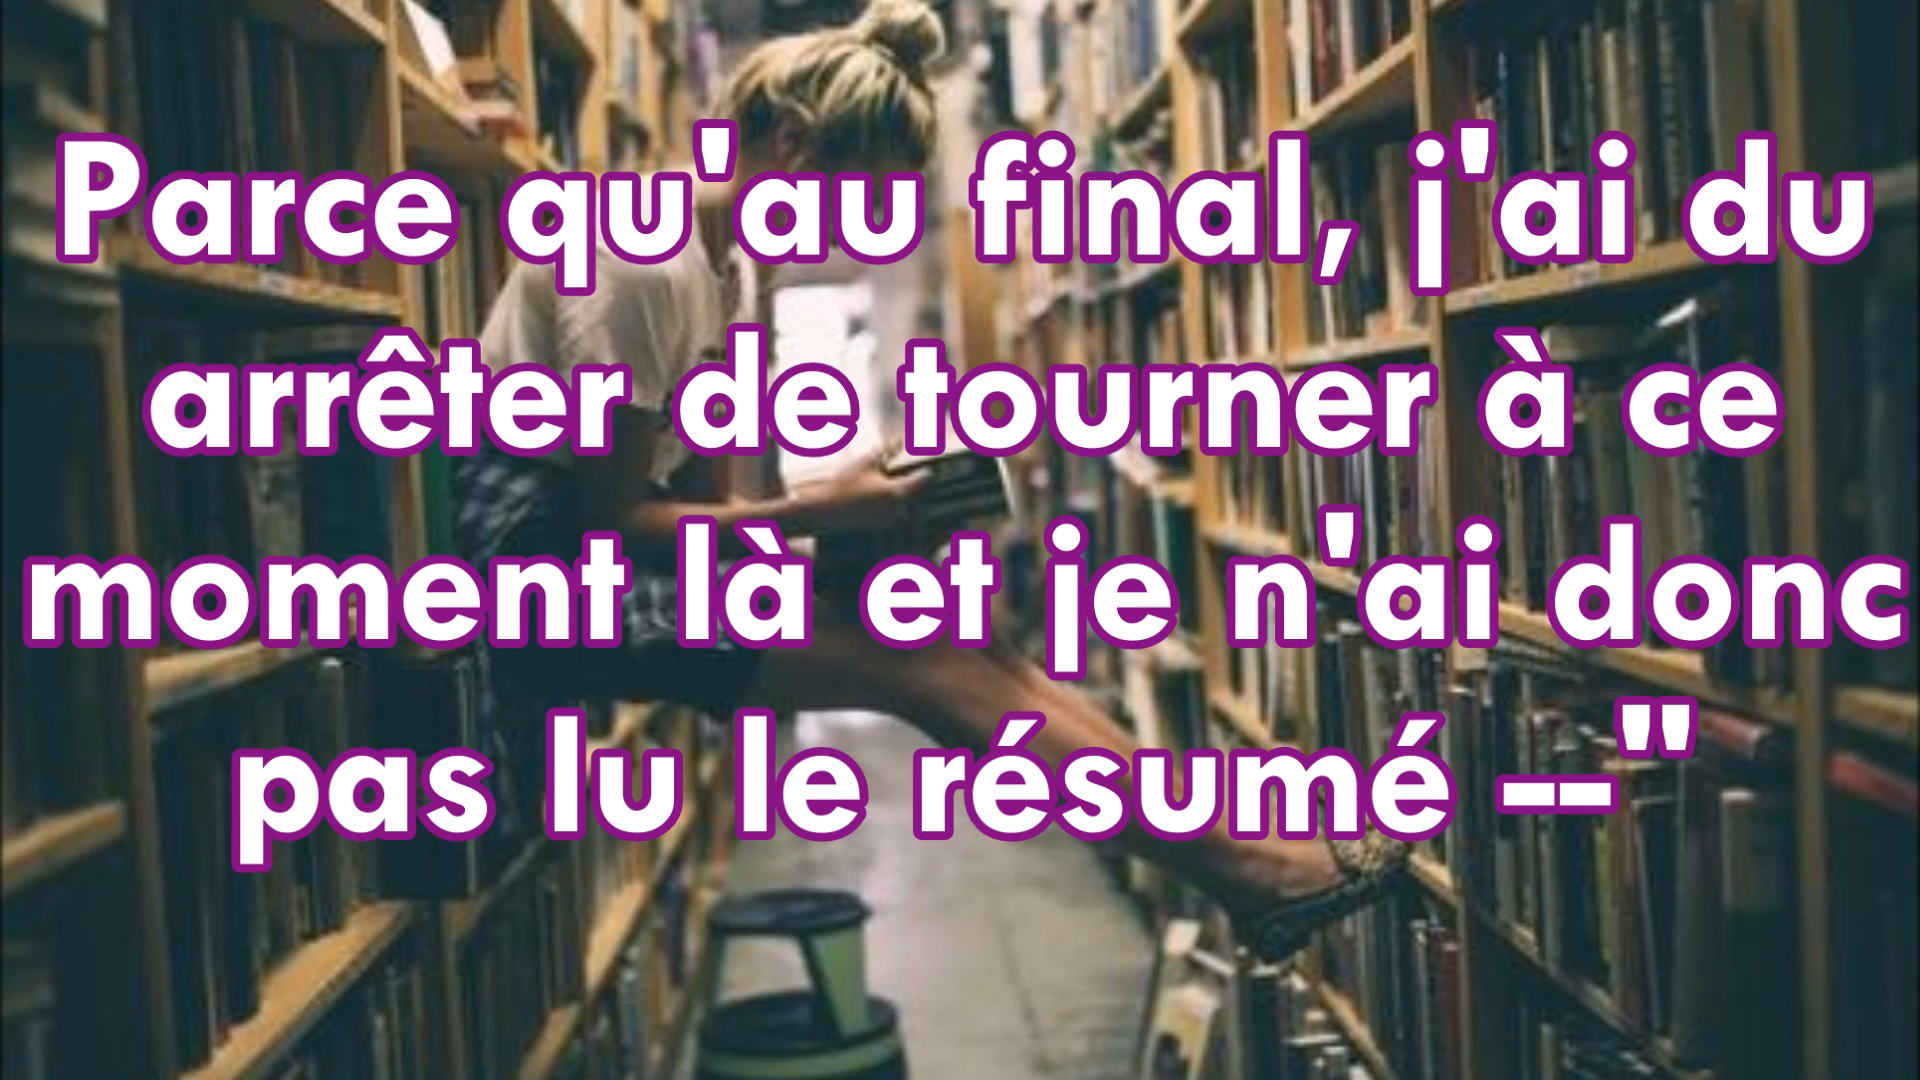 Parce qu'au final, j'ai du
arrêter de tourner à ce
moment là et je n'ai donc
pas lu le résumé --"